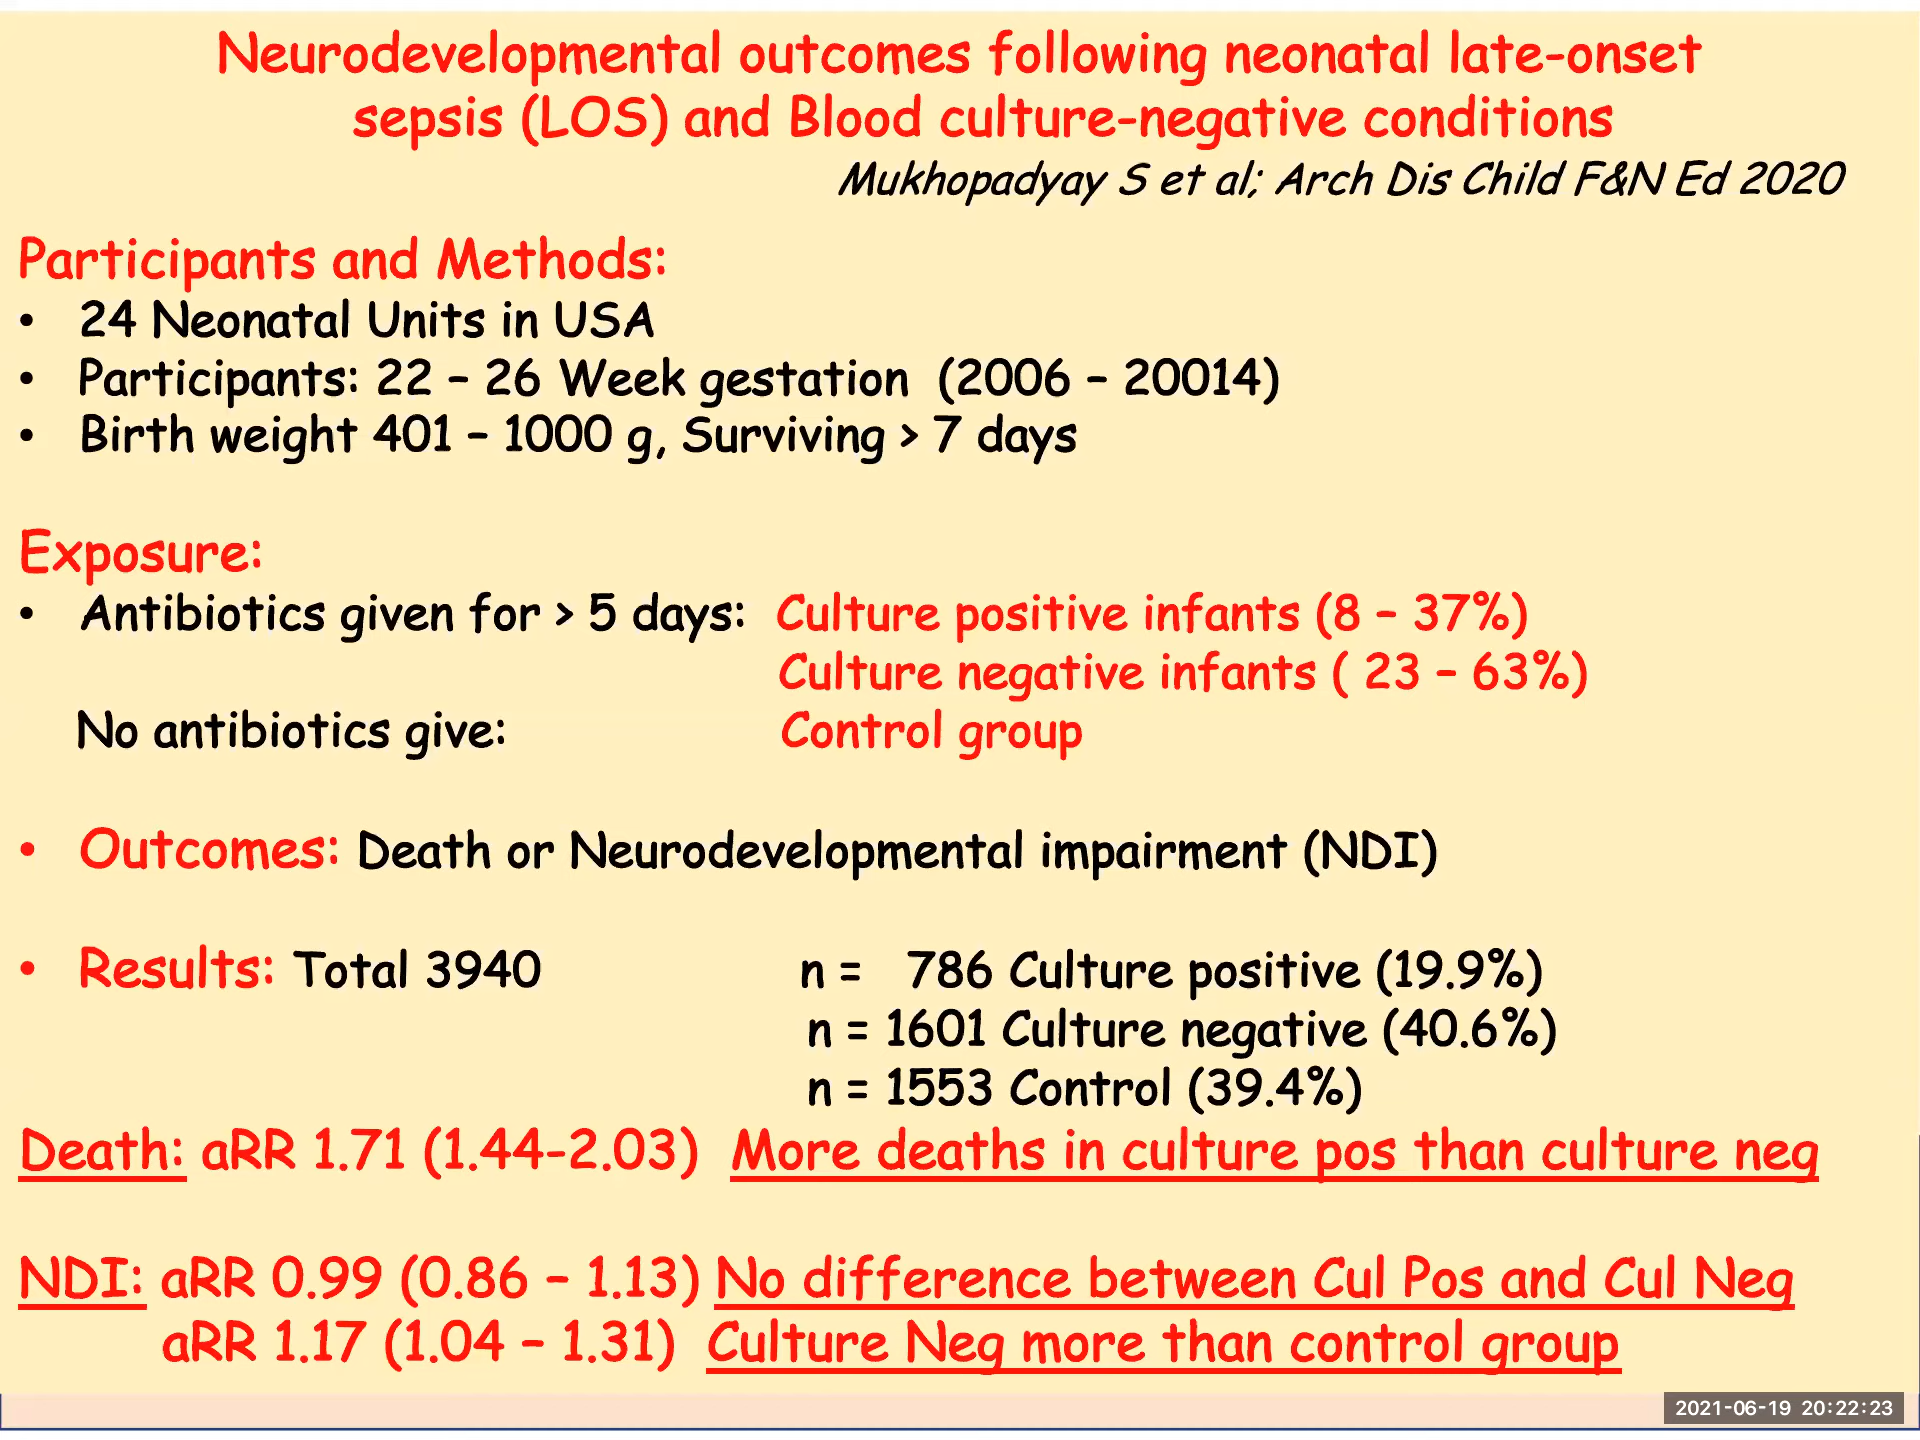 Neurodevelopmental outcomes following neonatal late-onset
sepsis (LOS) and Blood culture-negative conditions
Mukhopadyay S et al; Arch Dis Child F&N Ed 2020
Participants and Methods:
• 24 Neonatal Units in USA
• Participants: 22 – 26 Week gestation (2006 – 20014)
• Birth weight 401 – 1000 g, Surviving > 7 days
Exposure:
• Antibiotics given for > 5 days: Culture positive infants (8 – 37%)
Culture negative infants ( 23 – 63%)
No antibiotics give: Control group
• Outcomes: Death or Neurodevelopmental impairment (NDI)
• Results: Total 3940 n = 786 Culture positive (19.9%)
n = 1601 Culture negative (40.6%)
n = 1553 Control (39.4%)
Death: aRR 1.71 (1.44-2.03) More deaths in culture pos than culture neg
NDI: aRR 0.99 (0.86 – 1.13) No difference between Cul Pos and Cul Neg
aRR 1.17 (1.04 – 1.31) Culture Neg more than control group
2021-06-19 20:22:23